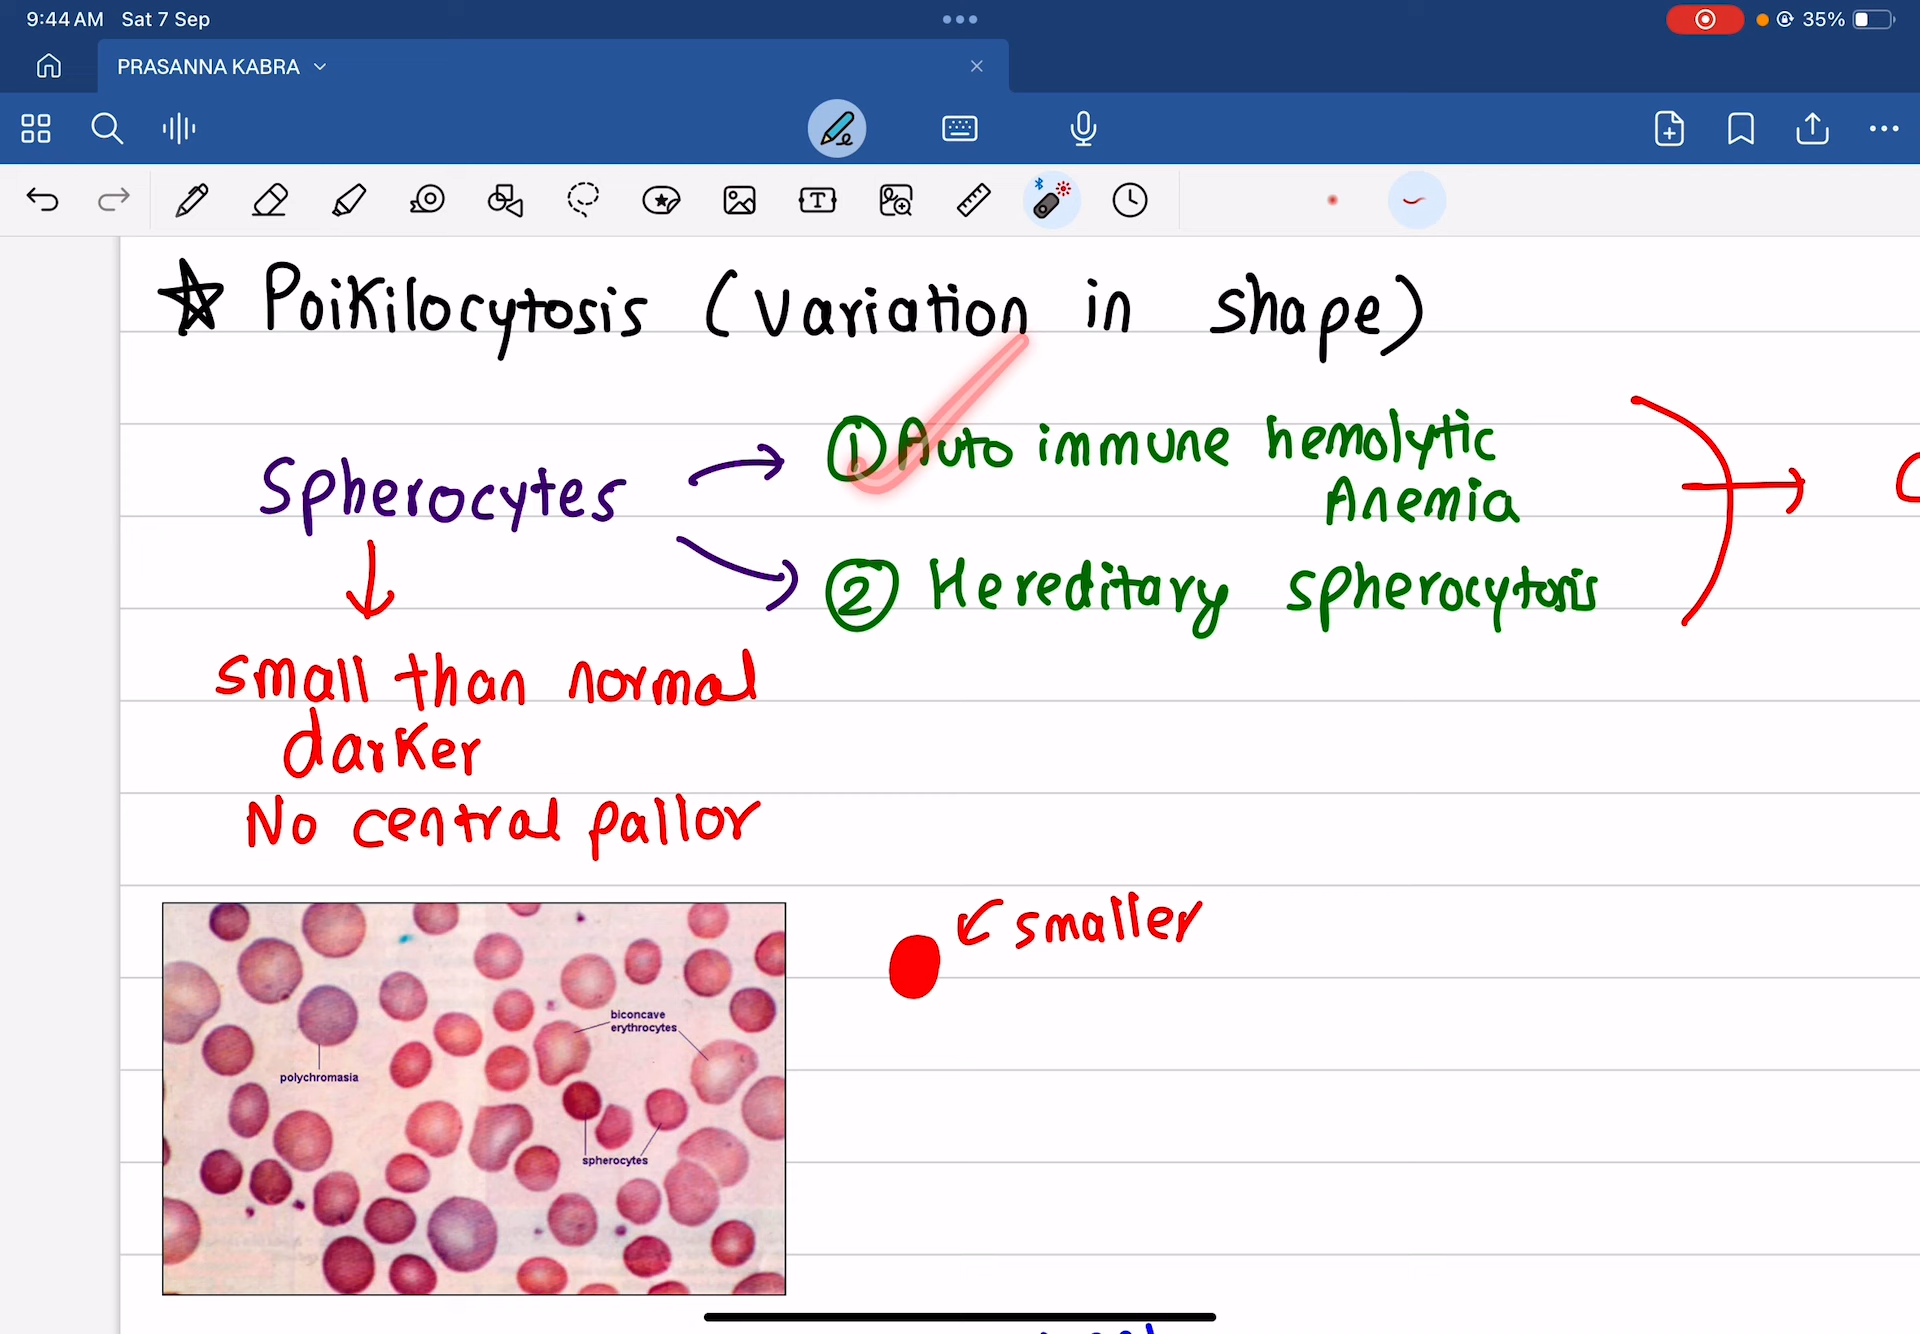 9:44 AM Sat 7 Sep
35%
PRASANNA KABRA
☆ Poikilocytosis (variation in shape)
Spherocytes
① Auto immune hemolytic
Anemia
② Hereditary spherocytosis
small than normal
darker
No central pallor
smaller
biconcave
erythrocytes
polychromasia
spherocytes